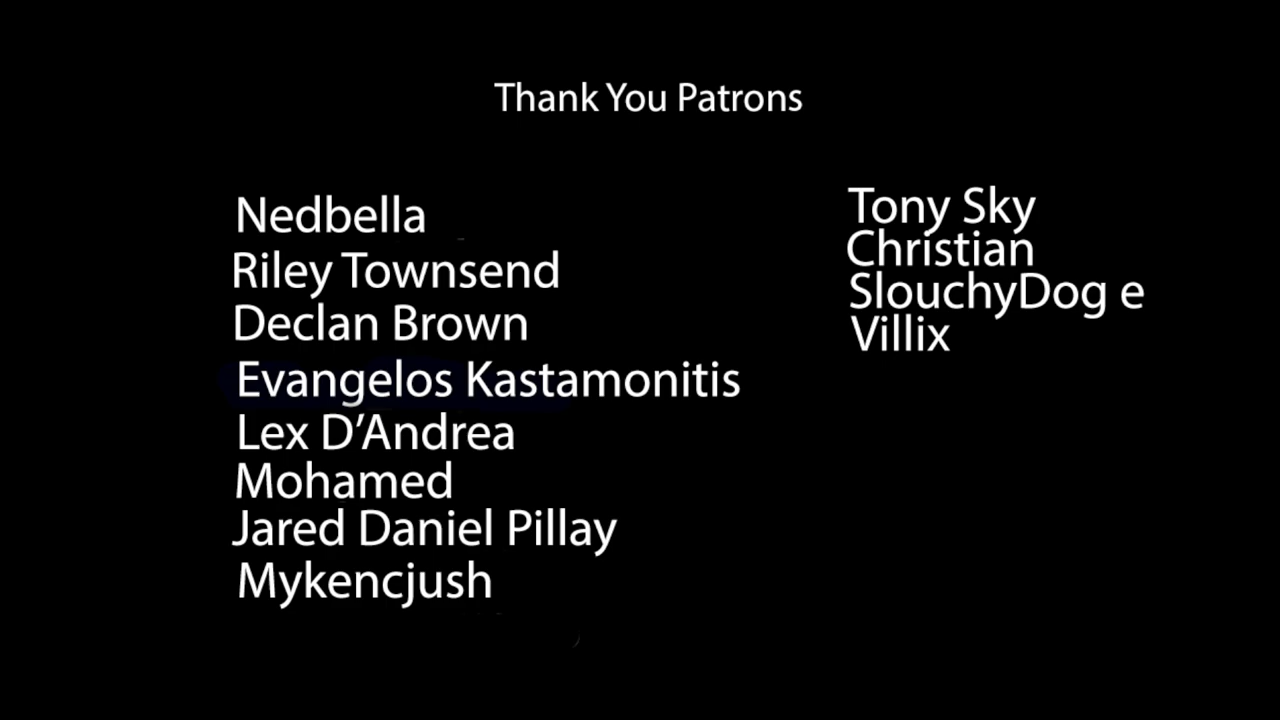 Thank You Patrons
Nedbella
Riley Townsend
Declan Brown
Evangelos Kastamonitis
Lex D’Andrea
Mohamed
Jared Daniel Pillay
Mykencjush
Tony Sky
Christian
SlouchyDog e
Villix